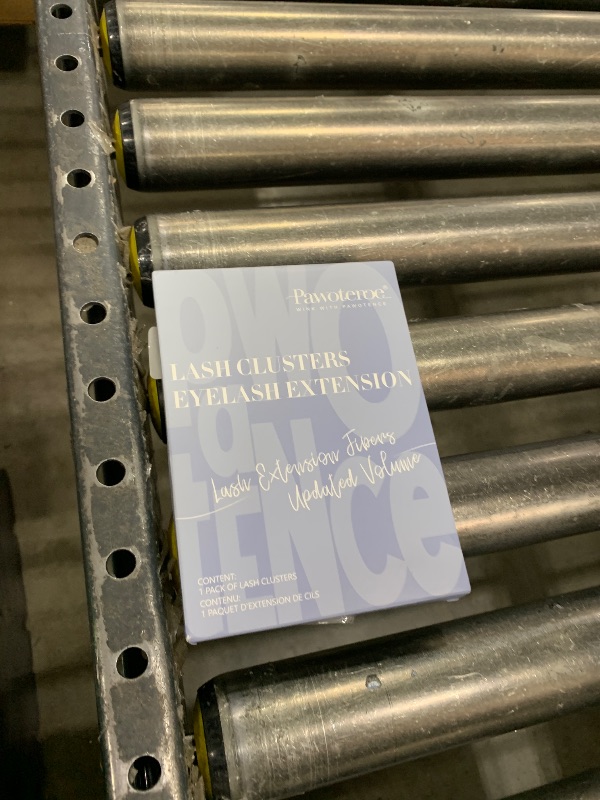 Pawoteroe®
WINK WITH PAWOTEROE
LASH CLUSTERS
EYELASH EXTENSION
Lash Extension Fibers
Updated Volume
CONTENT:
1 PACK OF LASH CLUSTERS
CONTENU:
1 PAQUET D'EXTENSION DE CILS